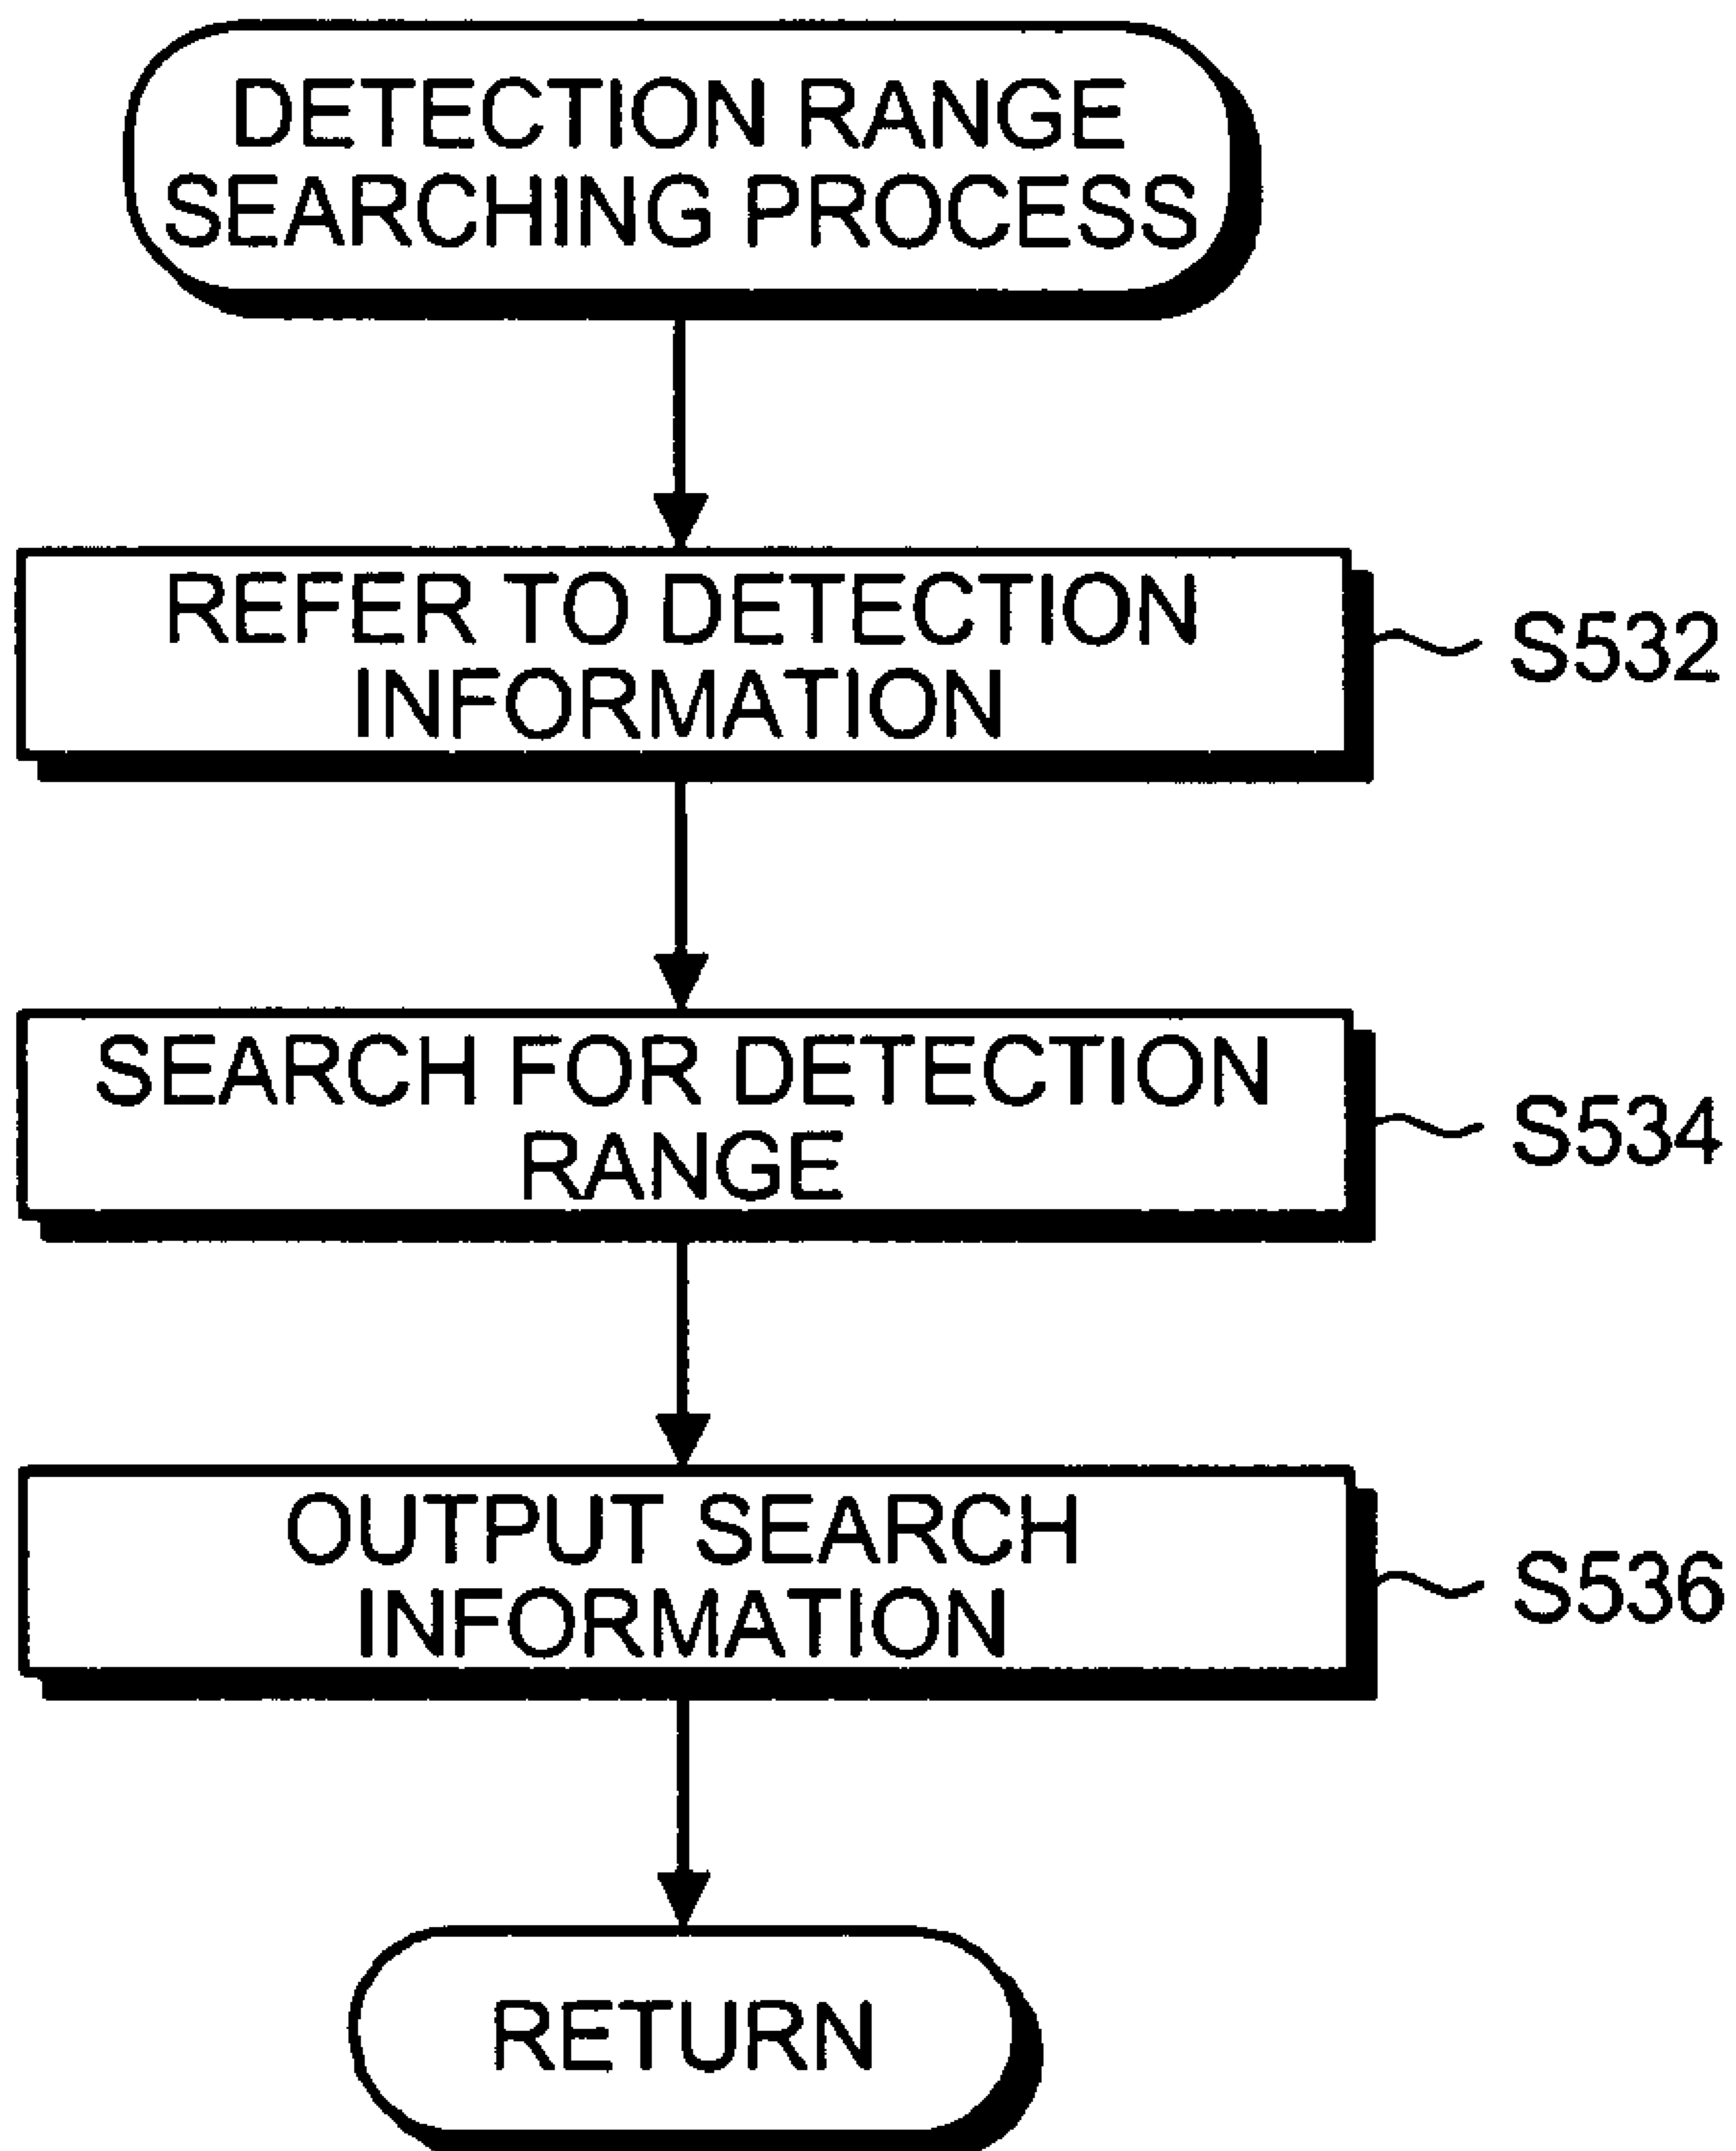 DETECTION RANGE
SEARCHING PROCESS
REFER TO DETECTION
INFORMATION
S532
SEARCH FOR DETECTION
RANGE
S534
OUTPUT SEARCH
INFORMATION
S536
RETURN